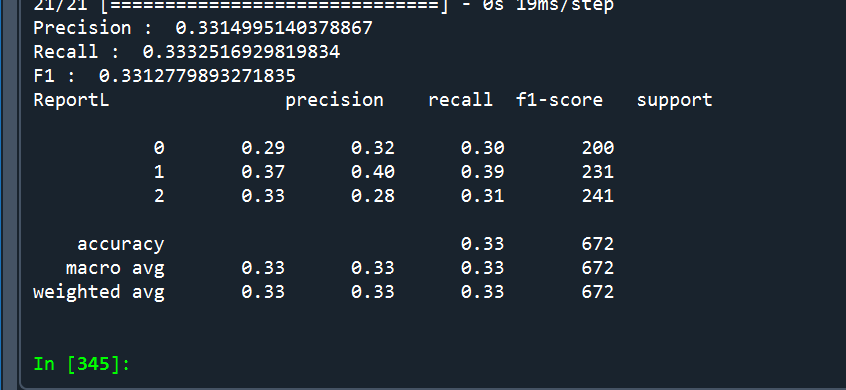 21/21 [==============================] - 0s 19ms/step
Precision :  0.3314995140378867
Recall :  0.3332516929819834
F1 :  0.3312779893271835
ReportL                precision    recall  f1-score   support

           0       0.29      0.32      0.30       200
           1       0.37      0.40      0.39       231
           2       0.33      0.28      0.31       241

    accuracy                           0.33       672
   macro avg       0.33      0.33      0.33       672
weighted avg       0.33      0.33      0.33       672

In [345]: